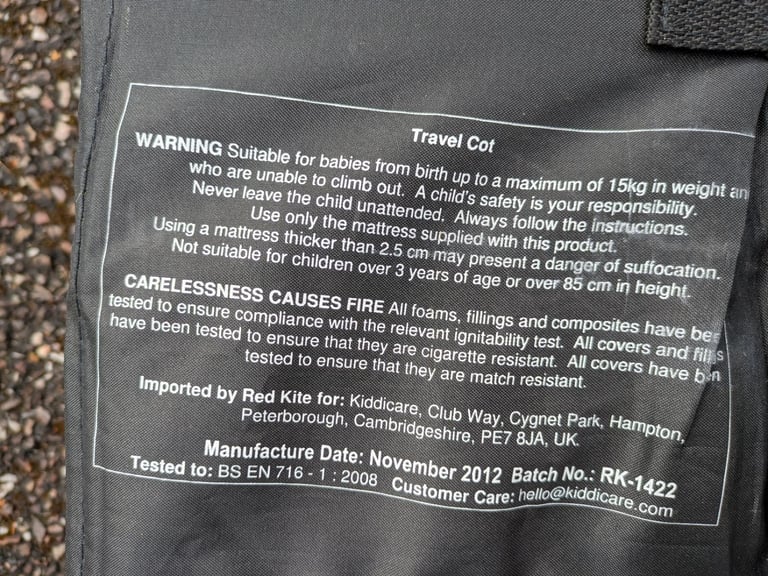 Travel Cot
WARNING Suitable for babies from birth up to a maximum of 15kg in weight an
who are unable to climb out. A child's safety is your responsibility.
Never leave the child unattended. Always follow the instructions.
Use only the mattress supplied with this product.
Using a mattress thicker than 2.5 cm may present a danger of suffocation.
Not suitable for children over 3 years of age or over 85 cm in height.
CARELESSNESS CAUSES FIRE All foams, fillings and composites have bee
tested to ensure compliance with the relevant ignitability test. All covers and fill s
have been tested to ensure that they are cigarette resistant. All covers have b n
tested to ensure that they are match resistant.
Imported by Red Kite for: Kiddicare, Club Way, Cygnet Park, Hampton,
Peterborough, Cambridgeshire, PE7 8JA, UK.
Manufacture Date: November 2012 Batch No.: RK-1422
Tested to: BS EN 716 - 1 : 2008 Customer Care: hello@kiddicare.com